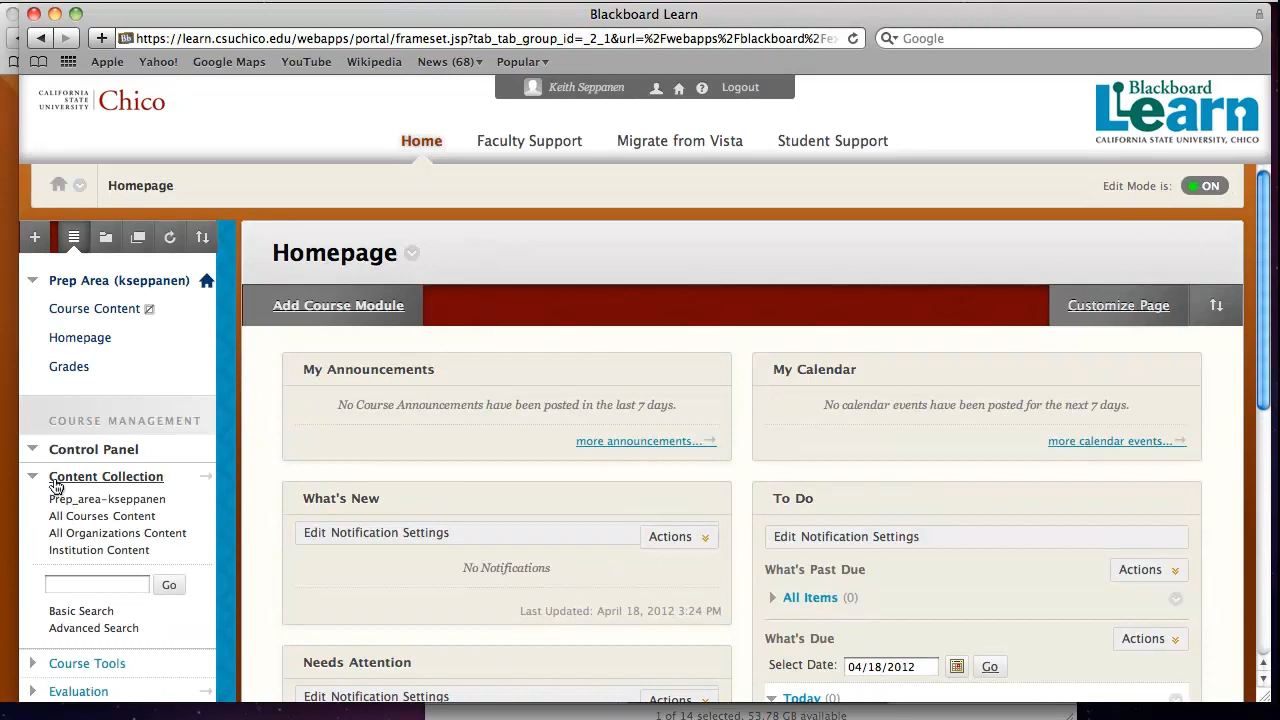 Blackboard Learn
Bb https://learn.csuchico.edu/webapps/portal/frameset.jsp?tab_tab_group_id=_2_1&url=%2Fwebapps%2Fblackboard%2Fe
Google
Apple Yahoo! Google Maps YouTube Wikipedia News (68) Popular
CALIFORNIA STATE UNIVERSITY Chico
Keith Seppanen ? Logout
Blackboard
Learn
CALIFORNIA STATE UNIVERSITY, CHICO
Home Faculty Support Migrate from Vista Student Support
Homepage
Edit Mode is: ON
Prep Area (kseppanen)
Course Content
Homepage
Grades
COURSE MANAGEMENT
Control Panel
Content Collection
Prep_area-kseppanen
All Courses Content
All Organizations Content
Institution Content
Go
Basic Search
Advanced Search
Course Tools
Evaluation
Homepage
Add Course Module
Customize Page
My Announcements
No Course Announcements have been posted in the last 7 days.
more announcements...
My Calendar
No calendar events have been posted for the next 7 days.
more calendar events...
What's New
Edit Notification Settings
Actions
No Notifications
Last Updated: April 18, 2012 3:24 PM
Needs Attention
Edit Notification Settings
Actions
To Do
Edit Notification Settings
What's Past Due
Actions
All Items (0)
What's Due
Actions
Select Date: 04/18/2012 Go
Today (0)
1 of 14 selected, 53.78 GB available